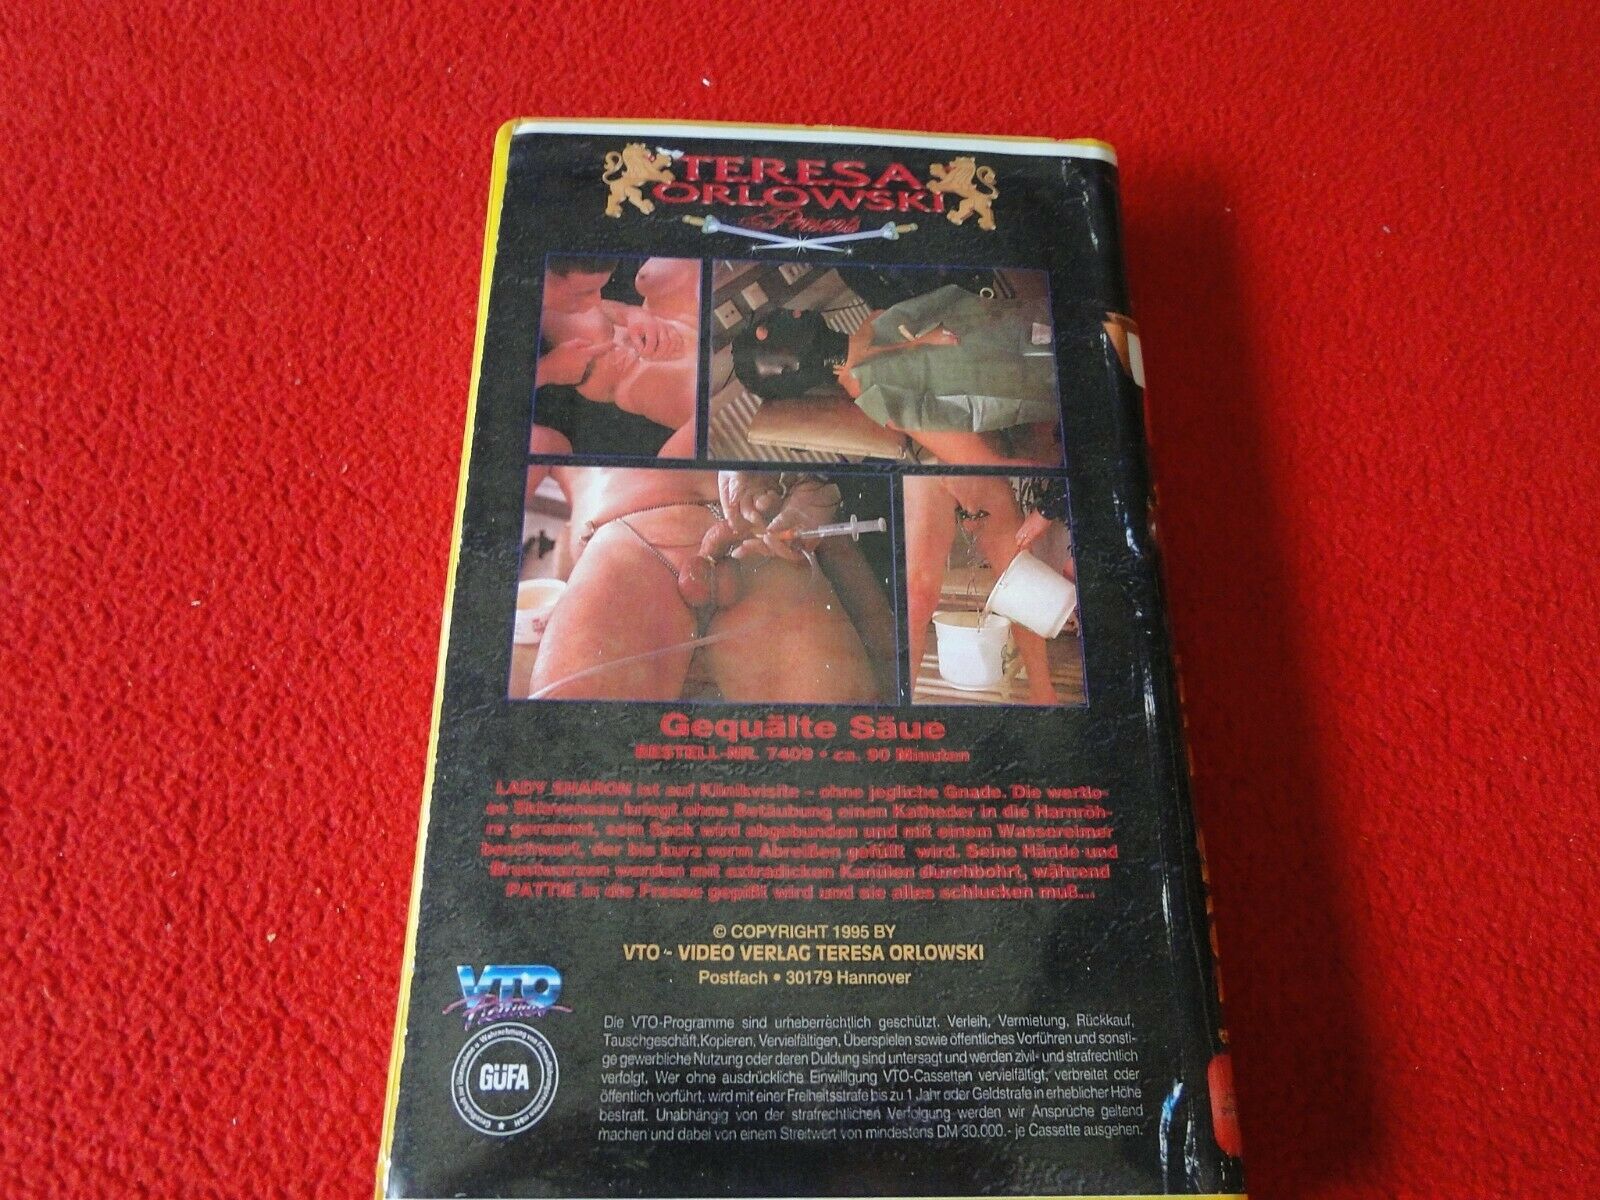 TERESA
ORLOWSKI
Presents
Gequälte Säue
BESTELL-NR. 7409 • ca. 90 Minuten
LADY SHARON ist auf Klinikvisite - ohne jegliche Gnade. Die wertlo-
se Sklavensau kriegt ohne Betäubung einen Katheder in die Harnröh-
re gerammt, sein Sack wird abgebunden und mit einem Wassereimer
beschwert, der bis kurz vorm Abreißen gefüllt wird. Seine Hände und
Brustwarzen werden mit extradicken Kanülen durchbohrt, während
PATTIE in die Fresse gepißt wird und sie alles schlucken muß...
© COPYRIGHT 1995 BY
VTO - VIDEO VERLAG TERESA ORLOWSKI
Postfach • 30179 Hannover
VTO
GÜFA
Die VTO-Programme sind urheberrechtlich geschützt. Verleih, Vermietung, Rückkauf,
Tauschgeschäft, Kopieren, Vervielfältigen, Überspielen sowie öffentliches Vorführen und sonsti-
ge gewerbliche Nutzung oder deren Duldung sind untersagt und werden zivil- und strafrechtlich
verfolgt. Wer ohne ausdrückliche Einwilligung VTO-Cassetten vervielfältigt, verbreitet oder
öffentlich vorführt, wird mit einer Freiheitsstrafe bis zu 1 Jahr oder Geldstrafe in erheblicher Höhe
bestraft. Unabhängig von der strafrechtlichen Verfolgung werden wir Ansprüche geltend
machen und dabei von einem Streitwert von mindestens DM 30.000.- je Cassette ausgehen.